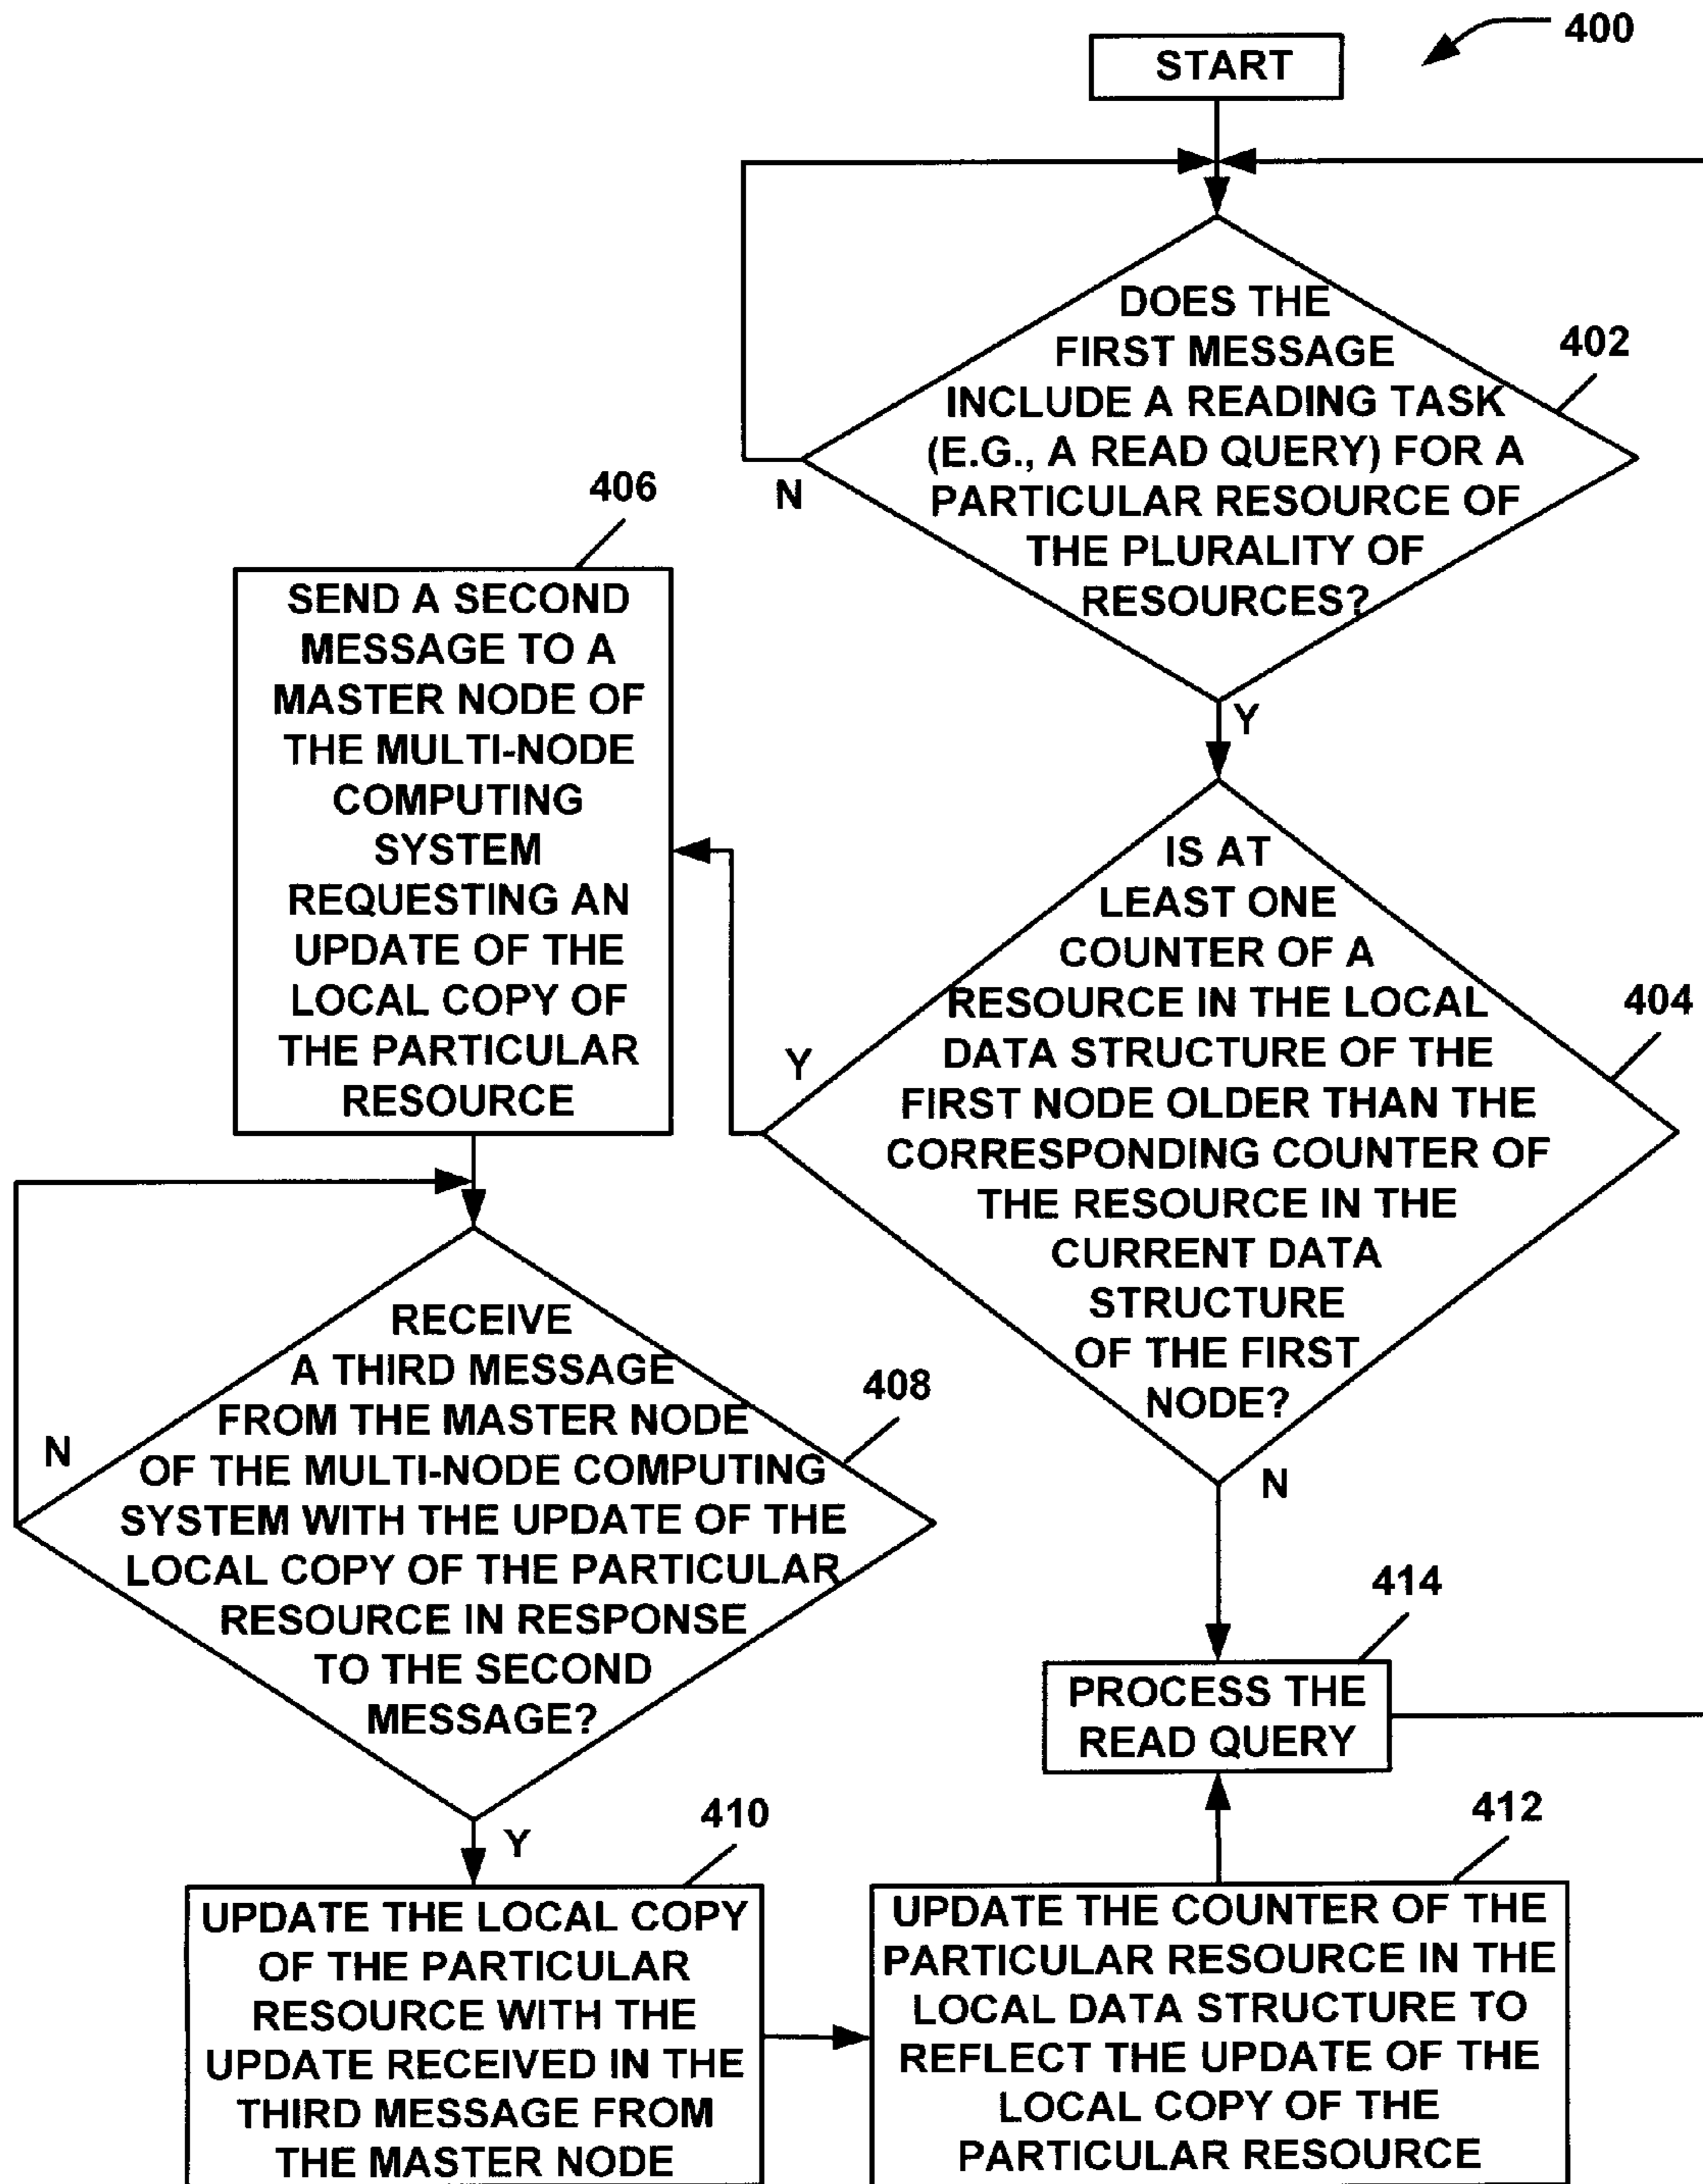 400
START
DOES THE
FIRST MESSAGE
INCLUDE A READING TASK
(E.G., A READ QUERY) FOR A
PARTICULAR RESOURCE OF
THE PLURALITY OF
RESOURCES?
402
N
Y
406
SEND A SECOND
MESSAGE TO A
MASTER NODE OF
THE MULTI-NODE
COMPUTING
SYSTEM
REQUESTING AN
UPDATE OF THE
LOCAL COPY OF
THE PARTICULAR
RESOURCE
IS AT
LEAST ONE
COUNTER OF A
RESOURCE IN THE LOCAL
DATA STRUCTURE OF THE
FIRST NODE OLDER THAN THE
CORRESPONDING COUNTER OF
THE RESOURCE IN THE
CURRENT DATA
STRUCTURE
OF THE FIRST
NODE?
404
Y
N
RECEIVE
A THIRD MESSAGE
FROM THE MASTER NODE
OF THE MULTI-NODE COMPUTING
SYSTEM WITH THE UPDATE OF THE
LOCAL COPY OF THE PARTICULAR
RESOURCE IN RESPONSE
TO THE SECOND
MESSAGE?
408
N
Y
414
PROCESS THE
READ QUERY
410
UPDATE THE LOCAL COPY
OF THE PARTICULAR
RESOURCE WITH THE
UPDATE RECEIVED IN THE
THIRD MESSAGE FROM
THE MASTER NODE
412
UPDATE THE COUNTER OF THE
PARTICULAR RESOURCE IN THE
LOCAL DATA STRUCTURE TO
REFLECT THE UPDATE OF THE
LOCAL COPY OF THE
PARTICULAR RESOURCE